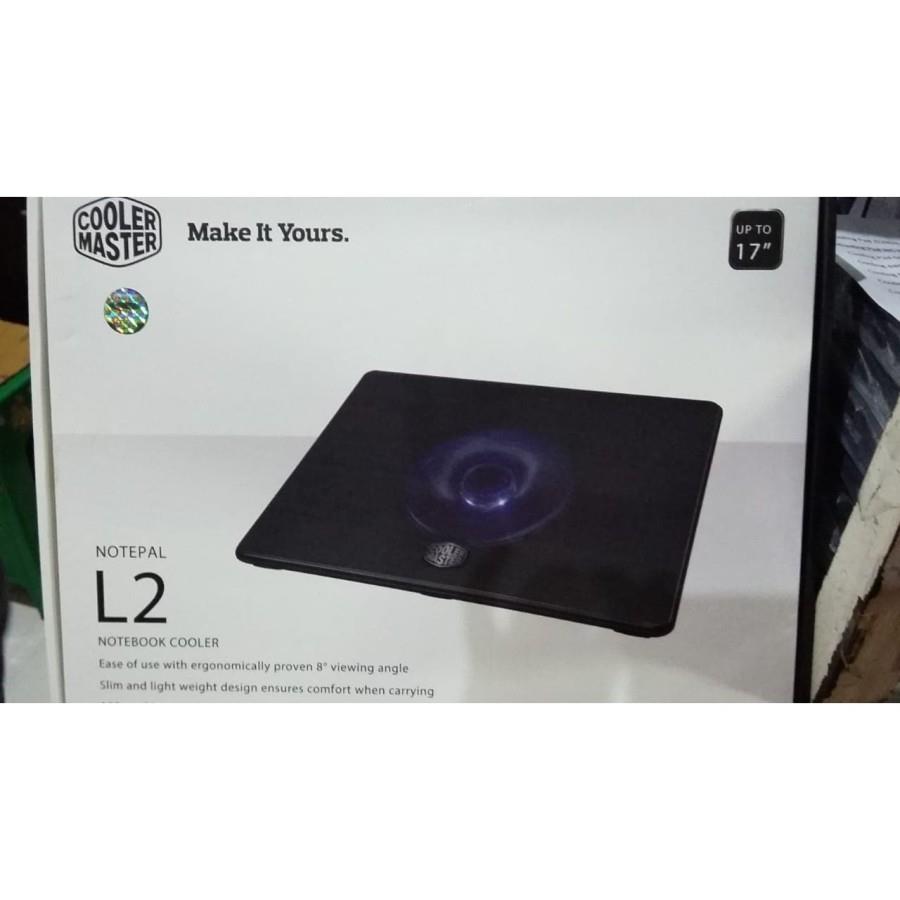 COOLER
MASTER
Make It Yours.
UP TO
17"
COOLER
MASTER
NOTEPAL
L2
NOTEBOOK COOLER
Ease of use with ergonomically proven 8° viewing angle
Slim and light weight design ensures comfort when carrying